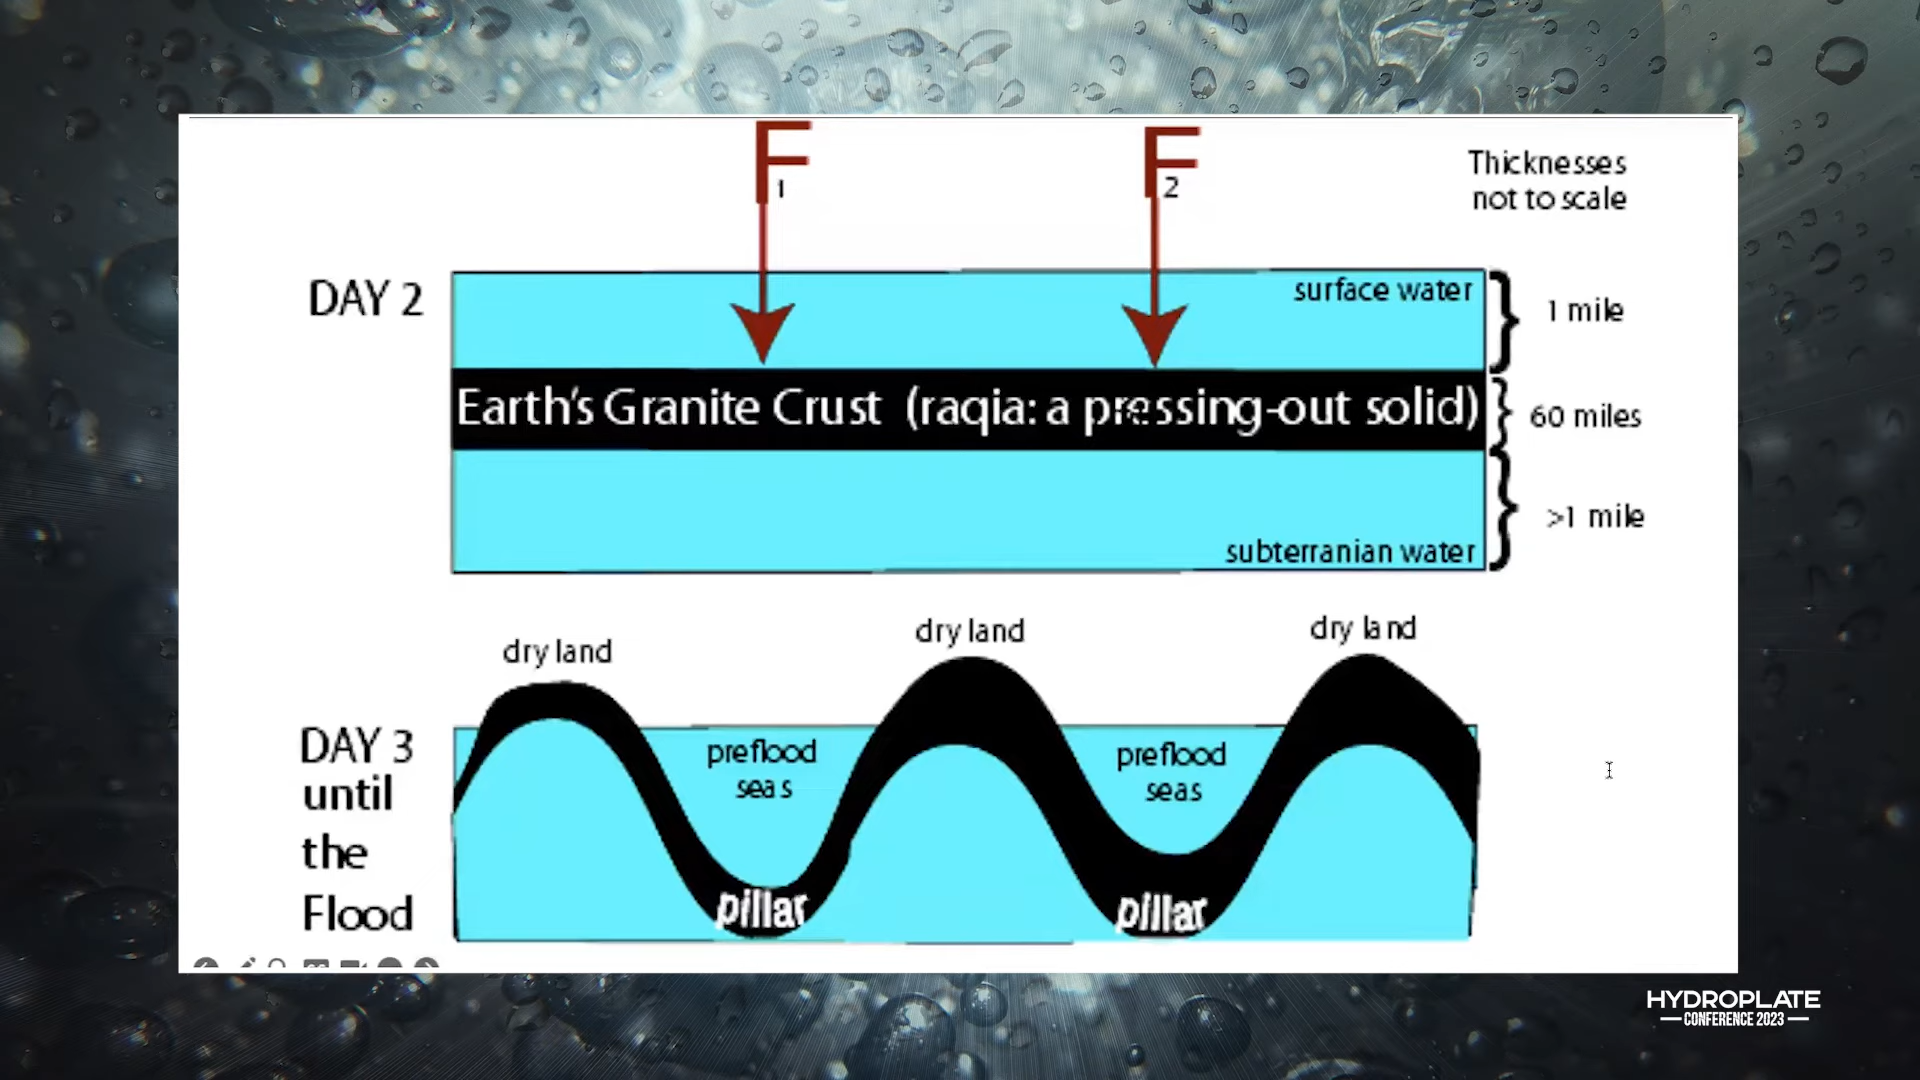 F1
F2
Thicknesses
not to scale
DAY 2
surface water
1 mile
Earth's Granite Crust (raqia: a pressing-out solid)
60 miles
>1 mile
subterranian water
dry land
dry land
dry land
DAY 3
until
the
Flood
preflood
seas
preflood
seas
pillar
pillar
HYDROPLATE
CONFERENCE 2023